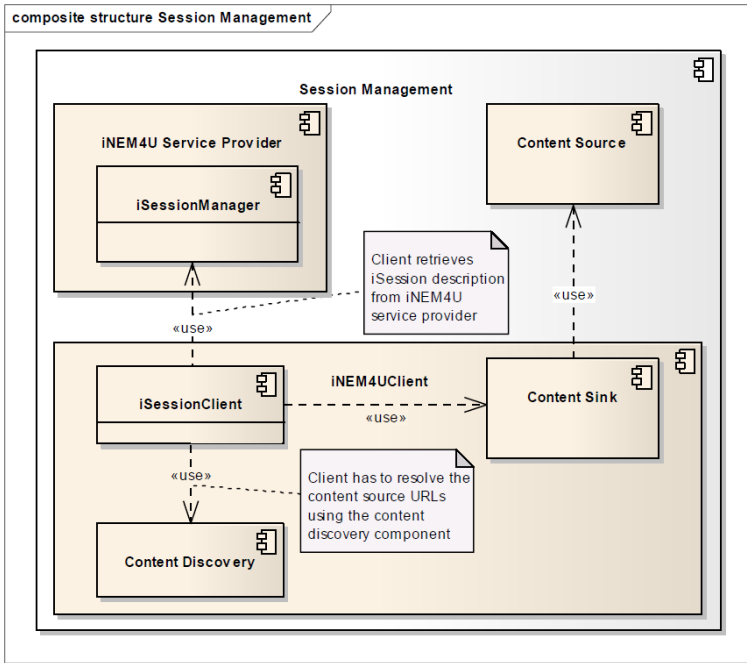 composite structure Session Management
Session Management
iNEM4U Service Provider
iSessionManager
Content Source
Client retrieves
iSession description
from iNEM4U
service provider
«use»
«use»
iNEM4UClient
iSessionClient
Content Sink
«use»
«use»
Client has to resolve the
content source URLs
using the content
discovery component
Content Discovery